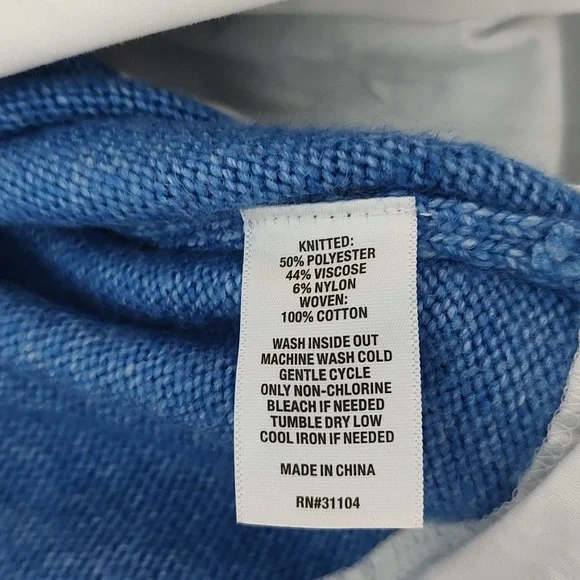 KNITTED:
50% POLYESTER
44% VISCOSE
6% NYLON
WOVEN:
100% COTTON
WASH INSIDE OUT
MACHINE WASH COLD
GENTLE CYCLE
ONLY NON-CHLORINE
BLEACH IF NEEDED
TUMBLE DRY LOW
COOL IRON IF NEEDED
MADE IN CHINA
RN#31104